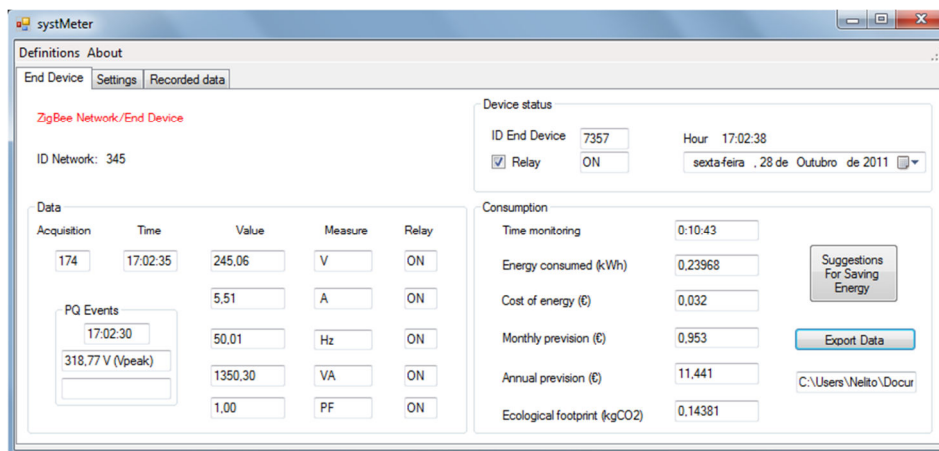 systMeter
Definitions About
End Device Settings Recorded data
ZigBee Network/End Device
ID Network: 345
Device status
ID End Device 7357 Hour 17:02:38
Relay ON sexta-feira , 28 de Outubro de 2011
Data
Acquisition Time Value Measure Relay
174 17:02:35 245,06 V ON
5,51 A ON
50,01 Hz ON
1350,30 VA ON
1,00 PF ON
PQ Events
17:02:30
318,77 V (Vpeak)
Consumption
Time monitoring 0:10:43
Energy consumed (kWh) 0,23968
Cost of energy (€) 0,032
Monthly prevision (€) 0,953
Annual prevision (€) 11,441
Ecological footprint (kgCO2) 0,14381
Suggestions
For Saving
Energy
Export Data
C:\Users\Nelito\Docur